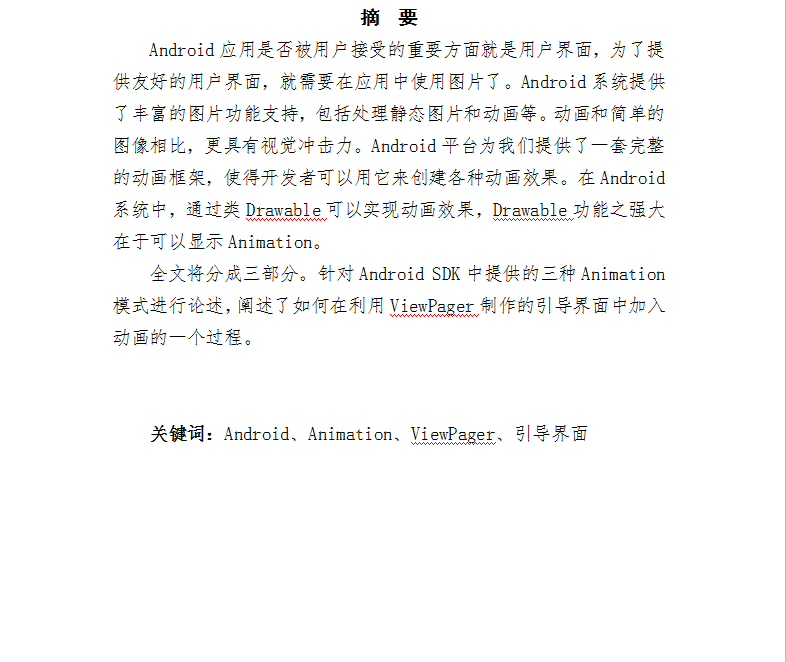 摘 要
Android 应用是否被用户接受的重要方面就是用户界面，为了提
供友好的用户界面，就需要在应用中使用图片了。Android 系统提供
了丰富的图片功能支持，包括处理静态图片和动画等。动画和简单的
图像相比，更具有视觉冲击力。Android 平台为我们提供了一套完整
的动画框架，使得开发者可以用它来创建各种动画效果。在 Android
系统中，通过类 Drawable 可以实现动画效果，Drawable 功能之强大
在于可以显示 Animation。
全文将分成三部分。针对 Android SDK 中提供的三种 Animation
模式进行论述，阐述了如何在利用 ViewPager 制作的引导界面中加入
动画的一个过程。
关键词：Android、Animation、ViewPager、引导界面